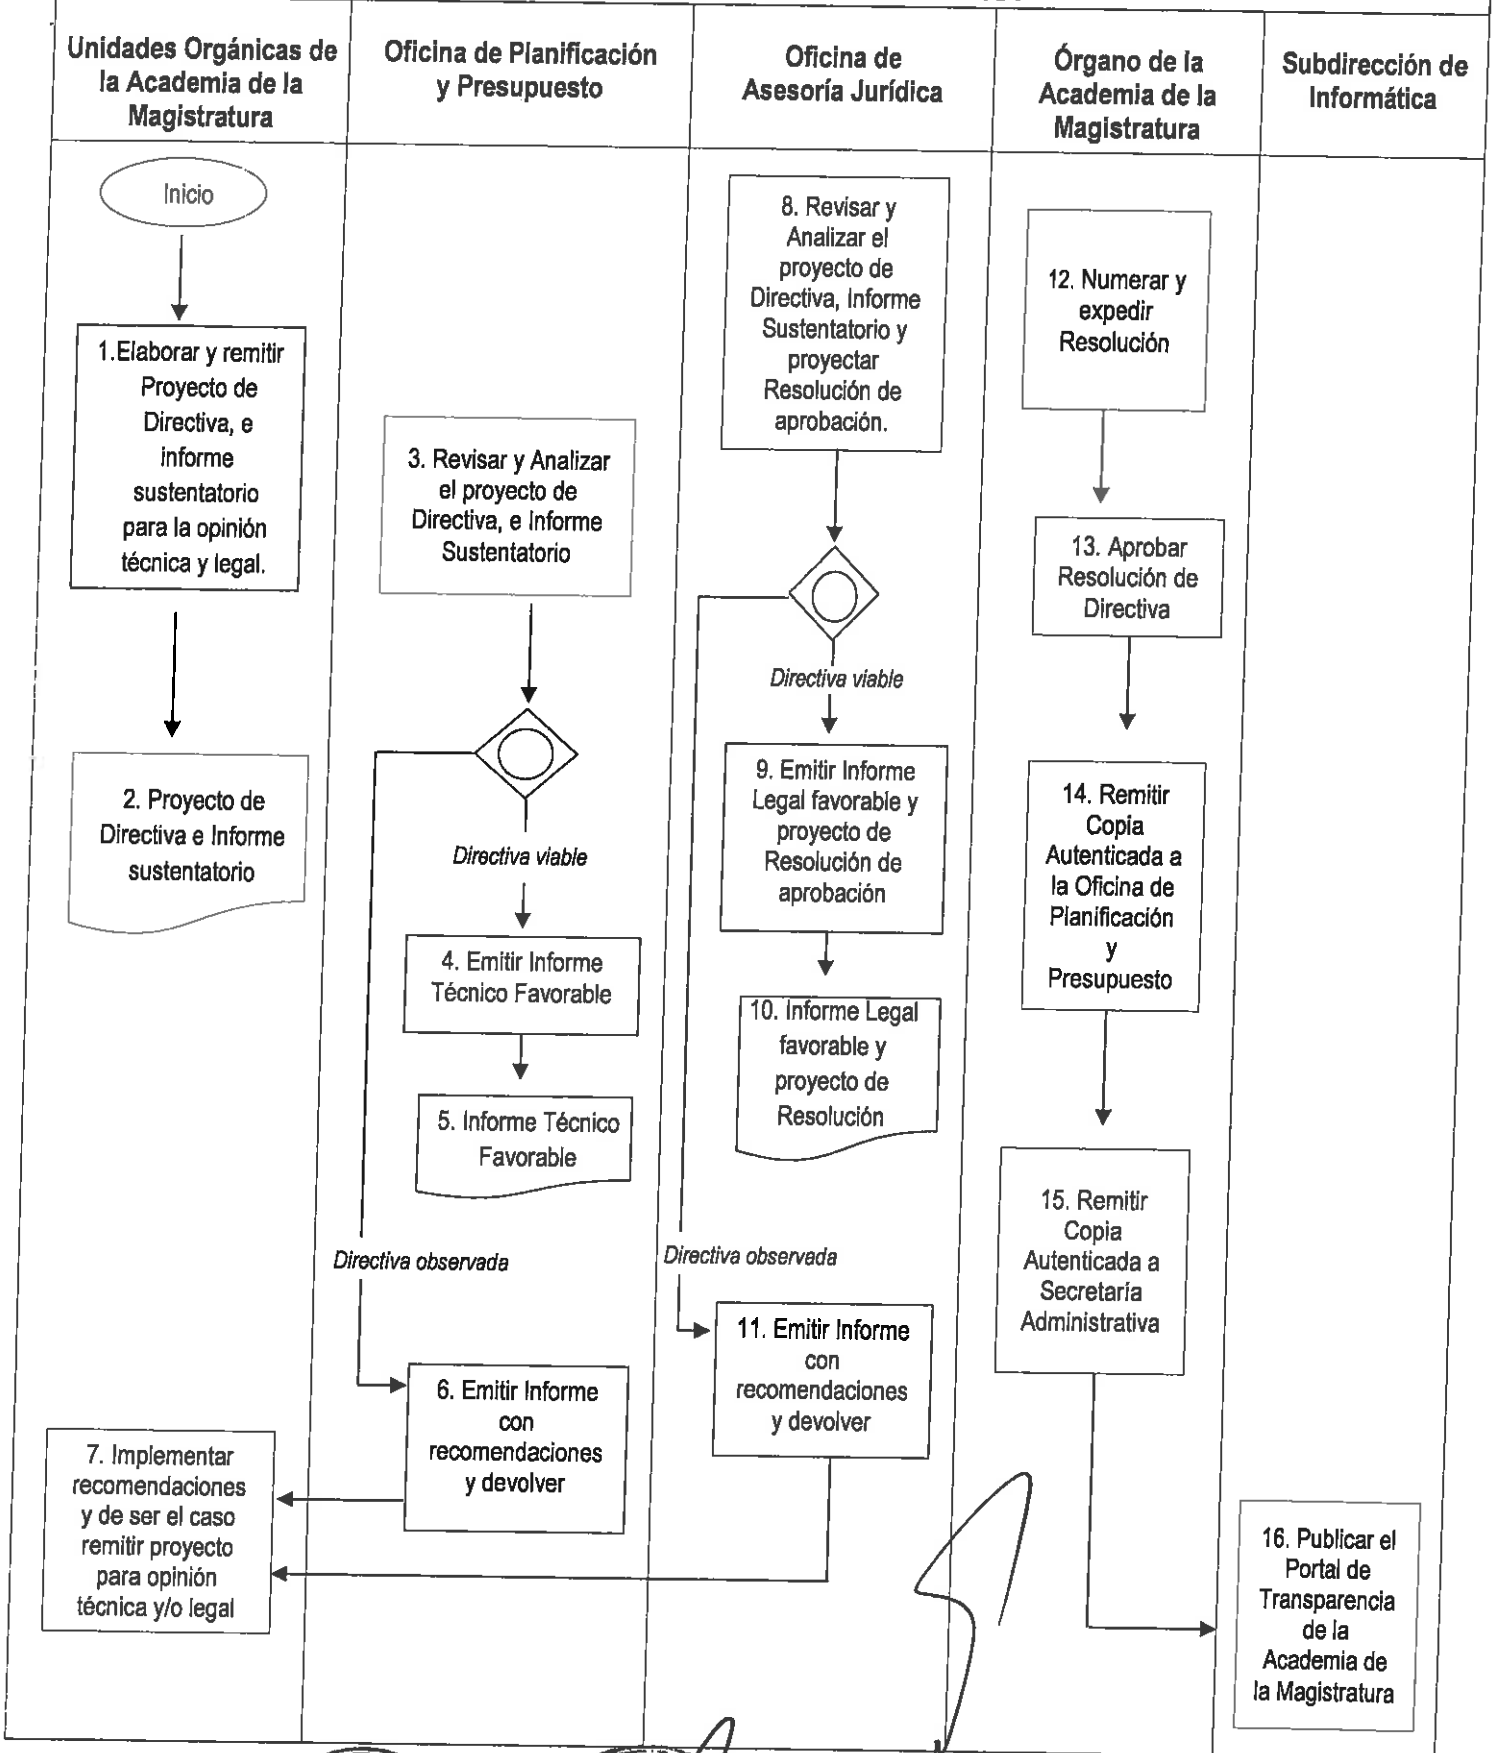 Unidades Orgánicas de
la Academia de la
Magistratura
Oficina de Planificación
y Presupuesto
Oficina de
Asesoría Jurídica
Órgano de la
Academia de la
Magistratura
Subdirección de
Informática
Inicio
1.Elaborar y remitir
Proyecto de
Directiva, e
informe
sustentatorio
para la opinión
técnica y legal.
2. Proyecto de
Directiva e Informe
sustentatorio
3. Revisar y Analizar
el proyecto de
Directiva, e Informe
Sustentatorio
Directiva viable
4. Emitir Informe
Técnico Favorable
5. Informe Técnico
Favorable
Directiva observada
6. Emitir Informe
con
recomendaciones
y devolver
7. Implementar
recomendaciones
y de ser el caso
remitir proyecto
para opinión
técnica y/o legal
8. Revisar y
Analizar el
proyecto de
Directiva, Informe
Sustentatorio y
proyectar
Resolución de
aprobación.
Directiva viable
9. Emitir Informe
Legal favorable y
proyecto de
Resolución de
aprobación
10. Informe Legal
favorable y
proyecto de
Resolución
Directiva observada
11. Emitir Informe
con
recomendaciones
y devolver
12. Numerar y
expedir
Resolución
13. Aprobar
Resolución de
Directiva
14. Remitir
Copia
Autenticada a
la Oficina de
Planificación
y
Presupuesto
15. Remitir
Copia
Autenticada a
Secretaría
Administrativa
16. Publicar el
Portal de
Transparencia
de la
Academia de
la Magistratura